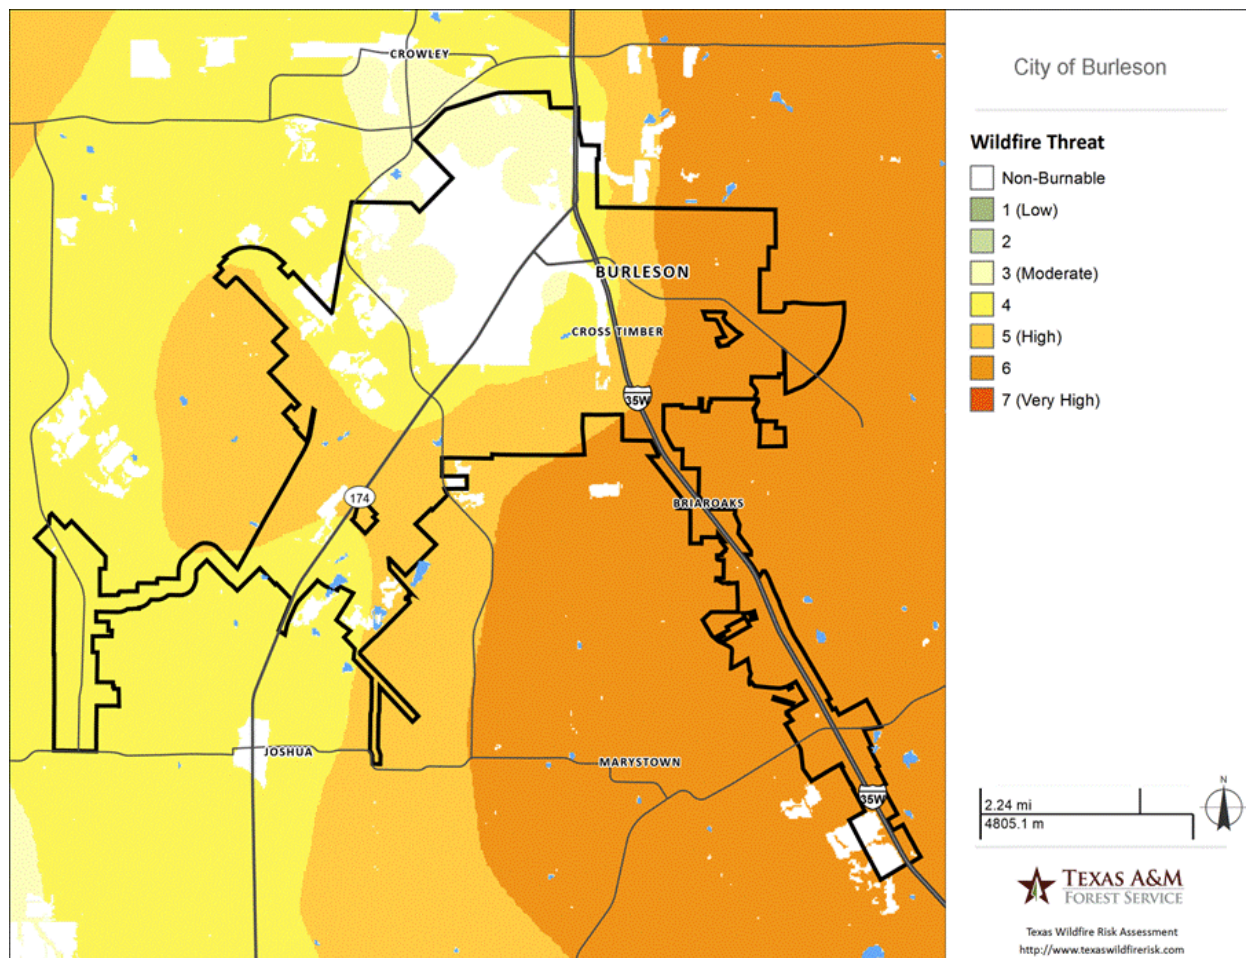 CROWLEY
BURLESON
CROSS TIMBER
35W
174
BRIAROAKS
JOSHUA
MARYSTOWN
35W
City of Burleson
Wildfire Threat
Non-Burnable
1 (Low)
2
3 (Moderate)
4
5 (High)
6
7 (Very High)
2.24 mi
4805.1 m
N
TEXAS A&M
FOREST SERVICE
Texas Wildfire Risk Assessment
http://www.texaswildfirerisk.com